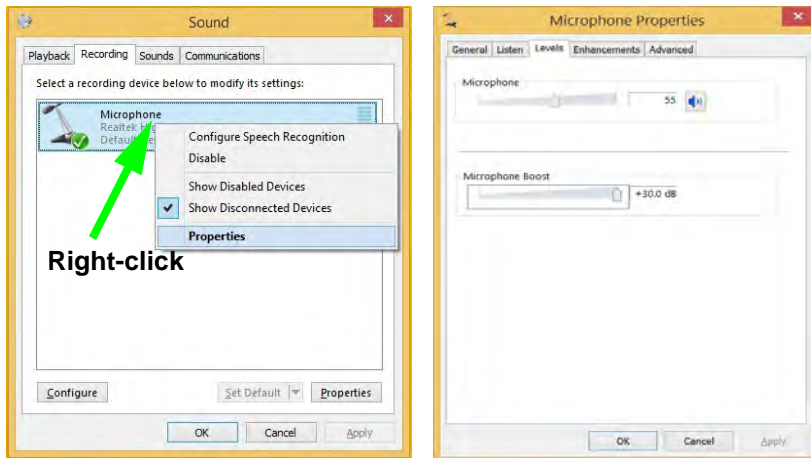 Sound
Playback Recording Sounds Communications
Select a recording device below to modify its settings:
Microphone
Realtek
Default
Configure Speech Recognition
Disable
Show Disabled Devices
Show Disconnected Devices
Properties
Right-click
Configure
Set Default
Properties
OK Cancel Apply
Microphone Properties
General Listen Levels Enhancements Advanced
Microphone
55
Microphone Boost
+30.0 dB
OK Cancel Apply